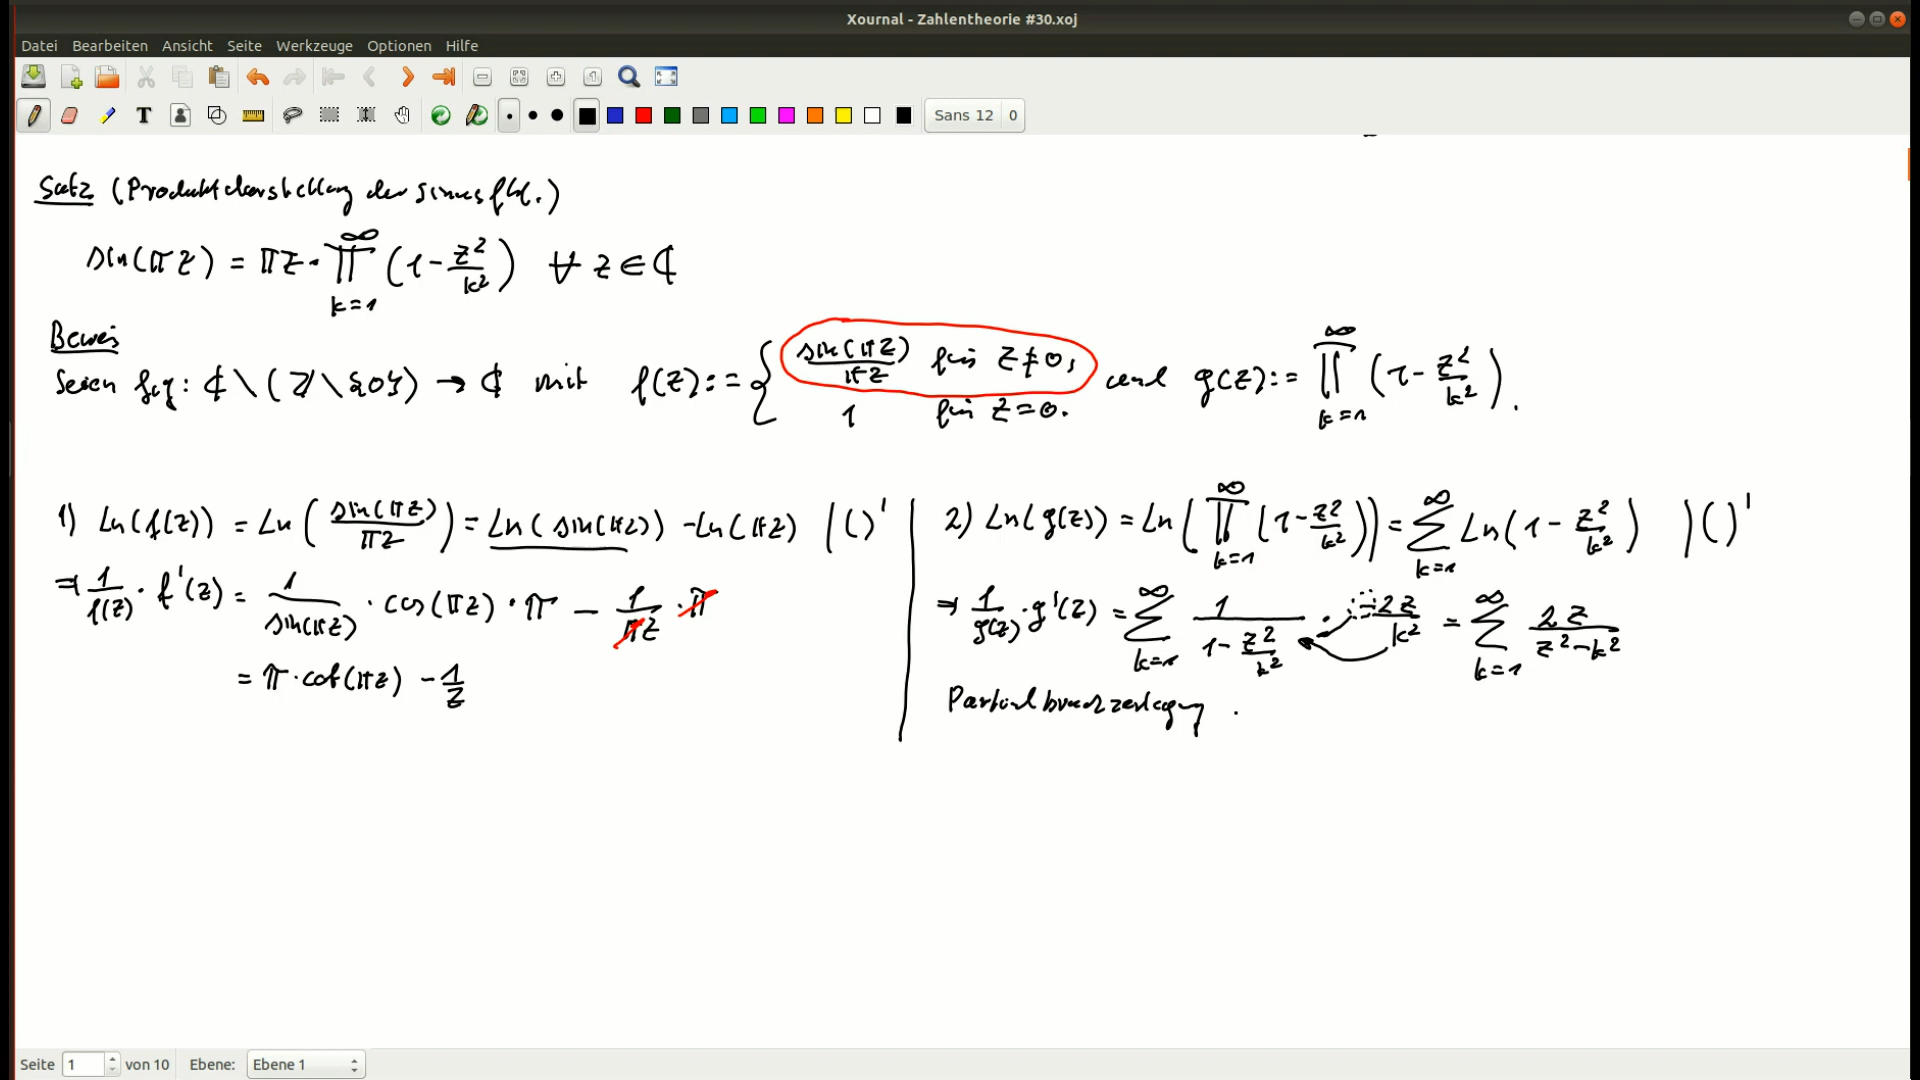 Xournal - Zahlentheorie #30.xoj
Datei Bearbeiten Ansicht Seite Werkzeuge Optionen Hilfe
Sans 12 0
Satz (Produktdarstellung der Sinusfkt.)
sin(πz) = πz · ∏_{k=1}^{∞} (1 - z²/k²) ∀ z ∈ ℂ
Beweis
Seien f,g: ℂ \ (ℤ \ {0}) → ℂ mit f(z) := { sin(πz)/(πz) für z ≠ 0, 1 für z = 0. und g(z) := ∏_{k=1}^{∞} (1 - z²/k²).
1) Ln(f(z)) = Ln( sin(πz)/(πz) ) = Ln(sin(πz)) - Ln(πz) | ( )'
⇒ 1/f(z) · f'(z) = 1/sin(πz) · cos(πz) · π - 1/(πz) · π
= π · cot(πz) - 1/z
2) Ln(g(z)) = Ln( ∏_{k=1}^{∞} (1 - z²/k²) ) = ∑_{k=1}^{∞} Ln(1 - z²/k²) | ( )'
⇒ 1/g(z) · g'(z) = ∑_{k=1}^{∞} 1/(1 - z²/k²) · -2z/k² = ∑_{k=1}^{∞} 2z/(z² - k²)
Partialbruchzerlegung
Seite 1 von 10 Ebene: Ebene 1